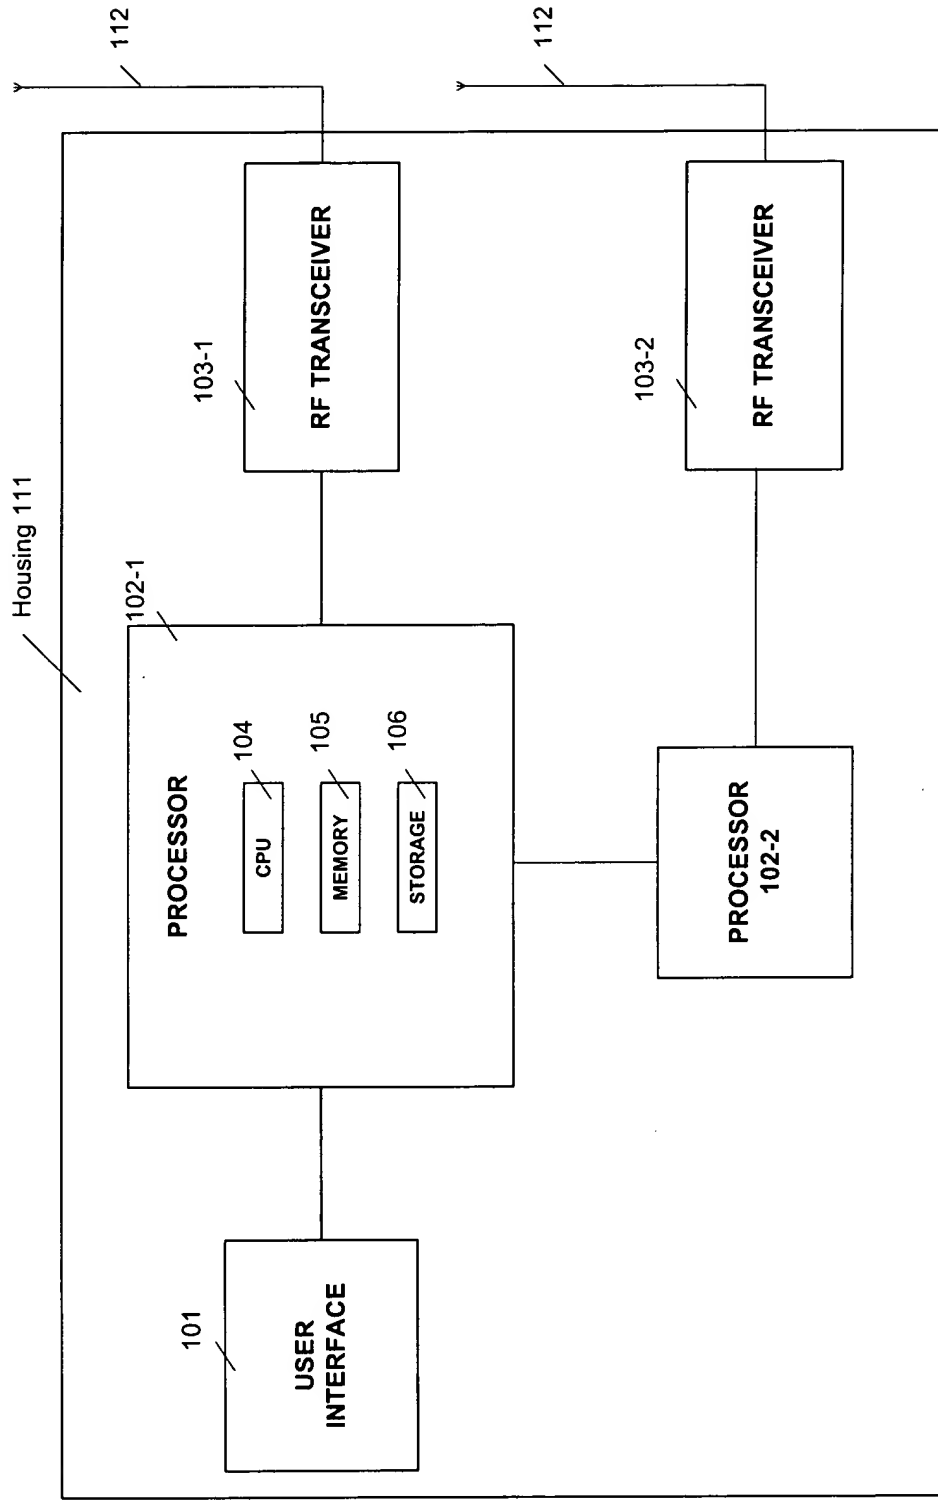 Housing 111
112
112
103-1
RF TRANSCEIVER
102-1
PROCESSOR
104
CPU
105
MEMORY
106
STORAGE
101
USER
INTERFACE
103-2
RF TRANSCEIVER
PROCESSOR
102-2